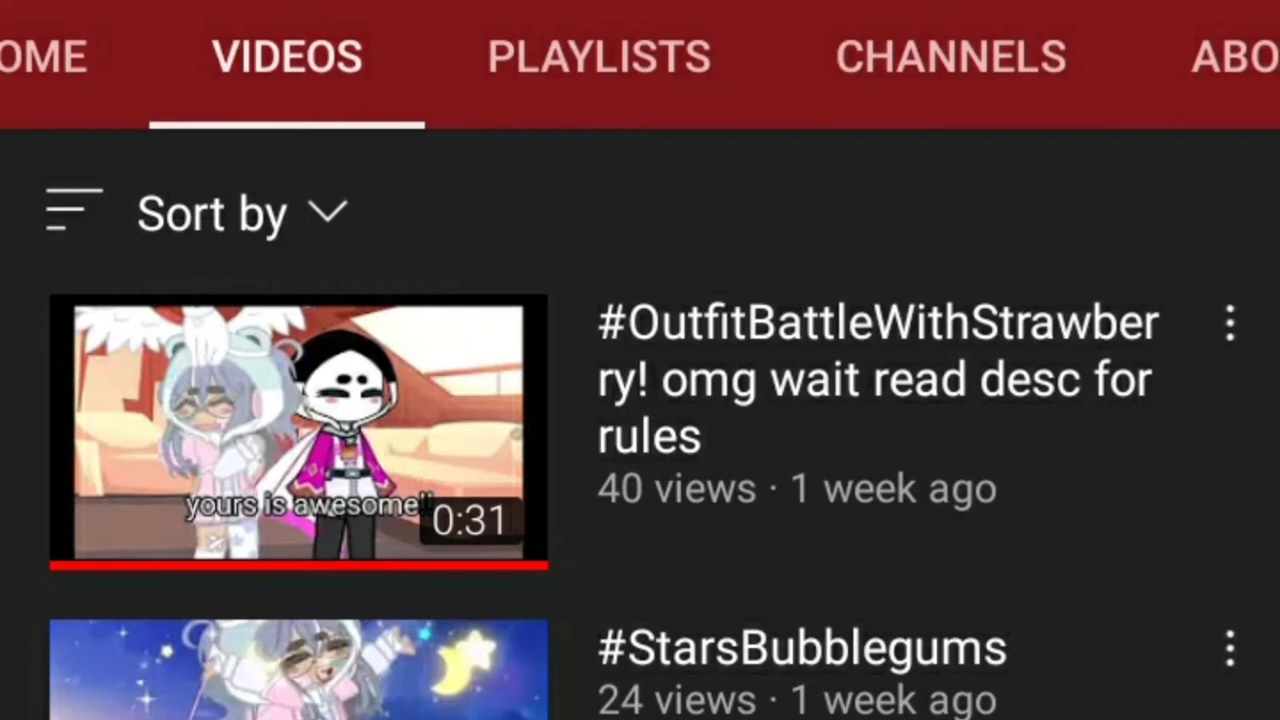 OME VIDEOS PLAYLISTS CHANNELS ABO
Sort by
yours is awesome!!
0:31
#OutfitBattleWithStrawber
ry! omg wait read desc for
rules
40 views · 1 week ago
#StarsBubblegums
24 views · 1 week ago